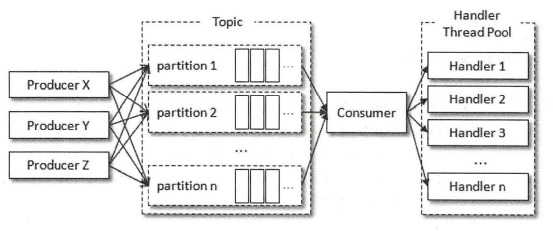 Topic
Handler
Thread Pool
partition 1 ...
Handler 1
Producer X
partition 2 ...
Consumer
Handler 2
Producer Y
Handler 3
...
...
Producer Z
partition n ...
Handler n